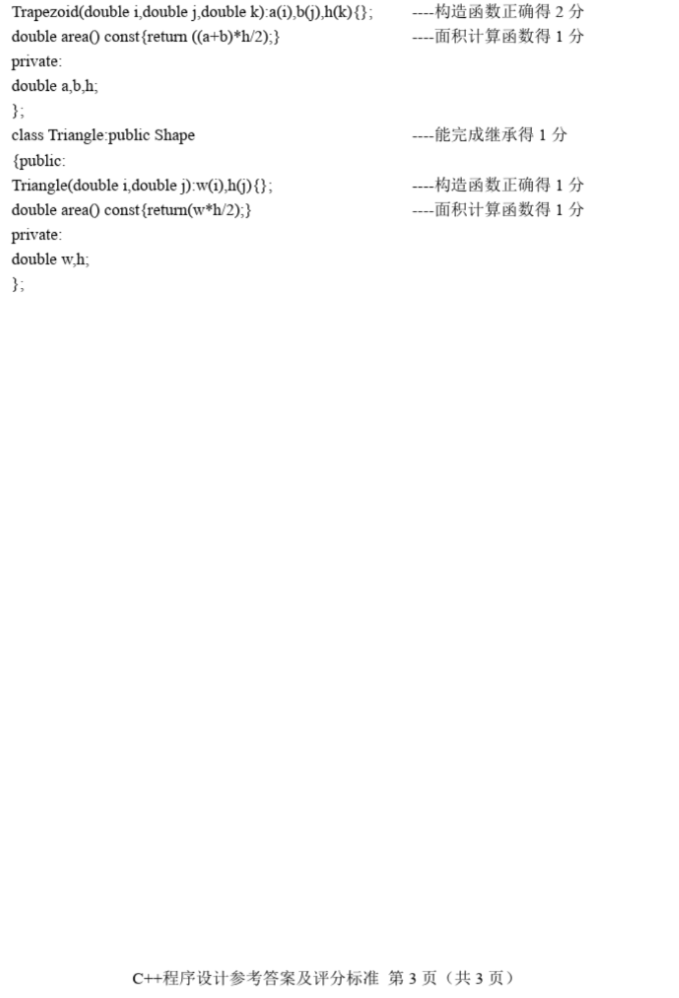 Trapezoid(double i,double j,double k):a(i),b(j),h(k){}; ----构造函数正确得 2 分
double area() const{return ((a+b)*h/2);} ----面积计算函数得 1 分
private:
double a,b,h;
};
class Triangle:public Shape ----能完成继承得 1 分
{public:
Triangle(double i,double j):w(i),h(j){}; ----构造函数正确得 1 分
double area() const{return(w*h/2);} ----面积计算函数得 1 分
private:
double w,h;
};
C++程序设计参考答案及评分标准 第 3 页（共 3 页）